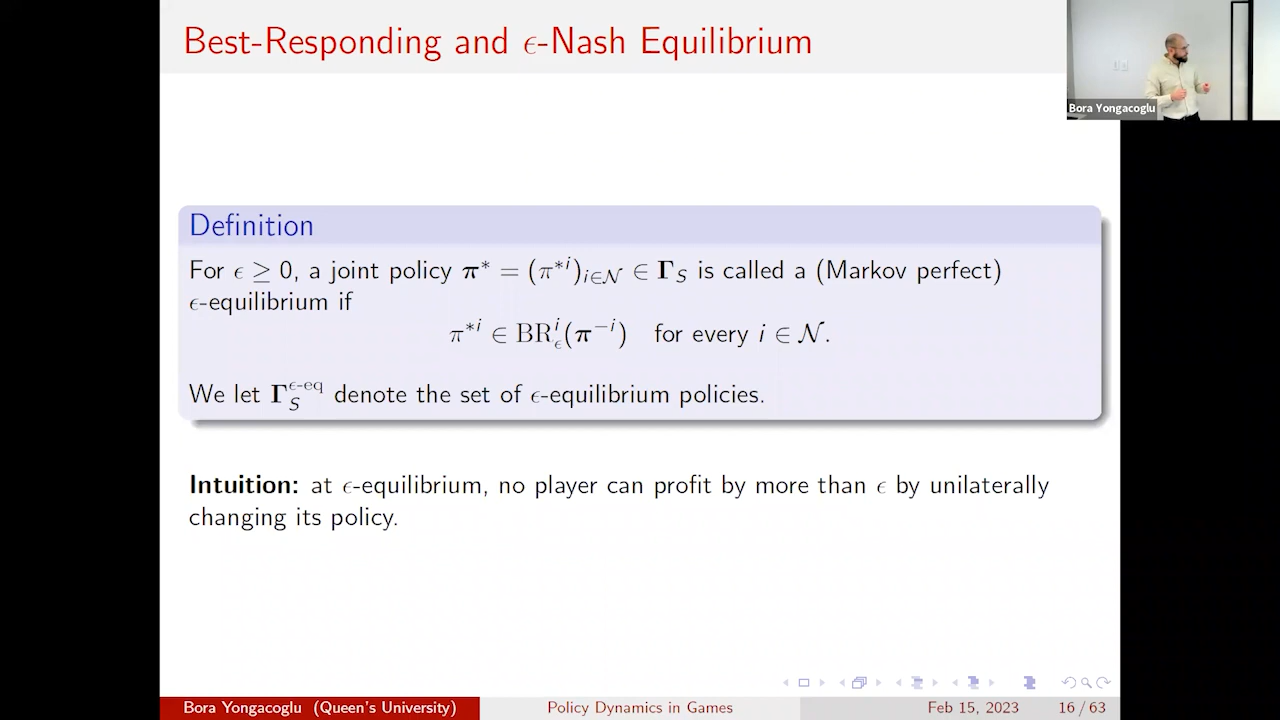 Best-Responding and ϵ-Nash Equilibrium
Bora Yongacoglu
Definition
For ϵ ≥ 0, a joint policy π* = (π*ⁱ)ᵢ∈𝒩 ∈ Γ_S is called a (Markov perfect)
ϵ-equilibrium if
π*ⁱ ∈ BRⁱ_ϵ(π⁻ⁱ) for every i ∈ 𝒩.
We let Γ_S^{ϵ-eq} denote the set of ϵ-equilibrium policies.
Intuition: at ϵ-equilibrium, no player can profit by more than ϵ by unilaterally
changing its policy.
Bora Yongacoglu (Queen's University) Policy Dynamics in Games Feb 15, 2023 16 / 63